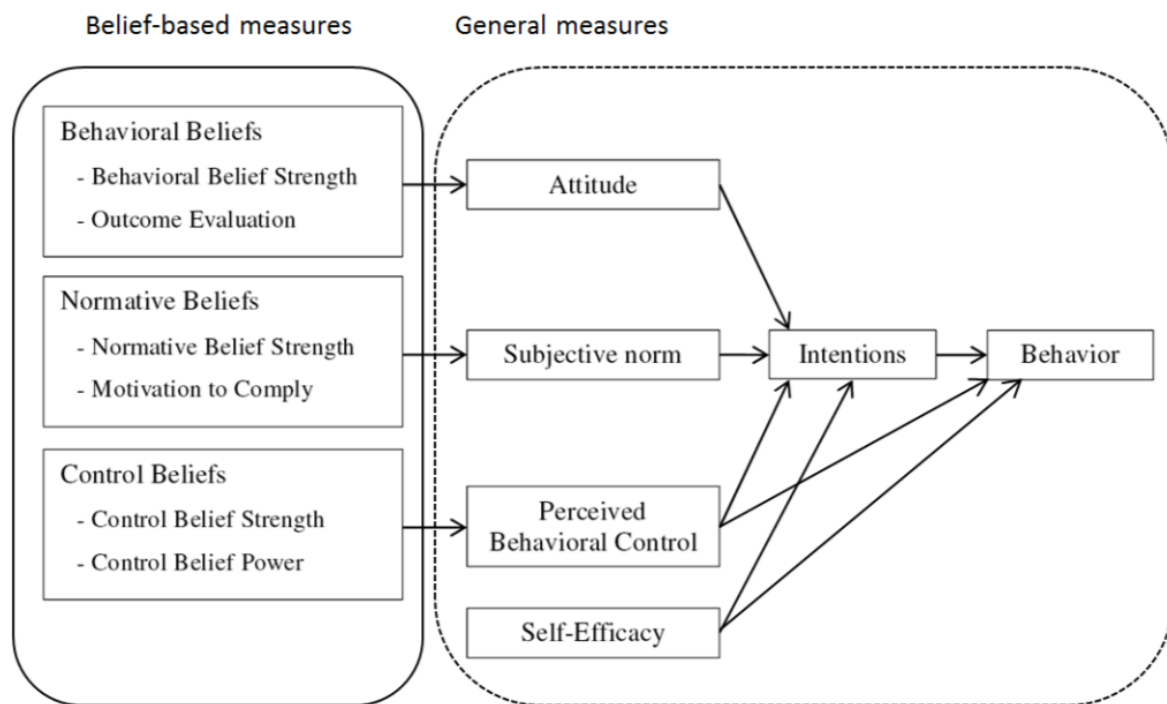 Belief-based measures
General measures
Behavioral Beliefs
- Behavioral Belief Strength
- Outcome Evaluation
Normative Beliefs
- Normative Belief Strength
- Motivation to Comply
Control Beliefs
- Control Belief Strength
- Control Belief Power
Attitude
Subjective norm
Perceived
Behavioral Control
Self-Efficacy
Intentions
Behavior